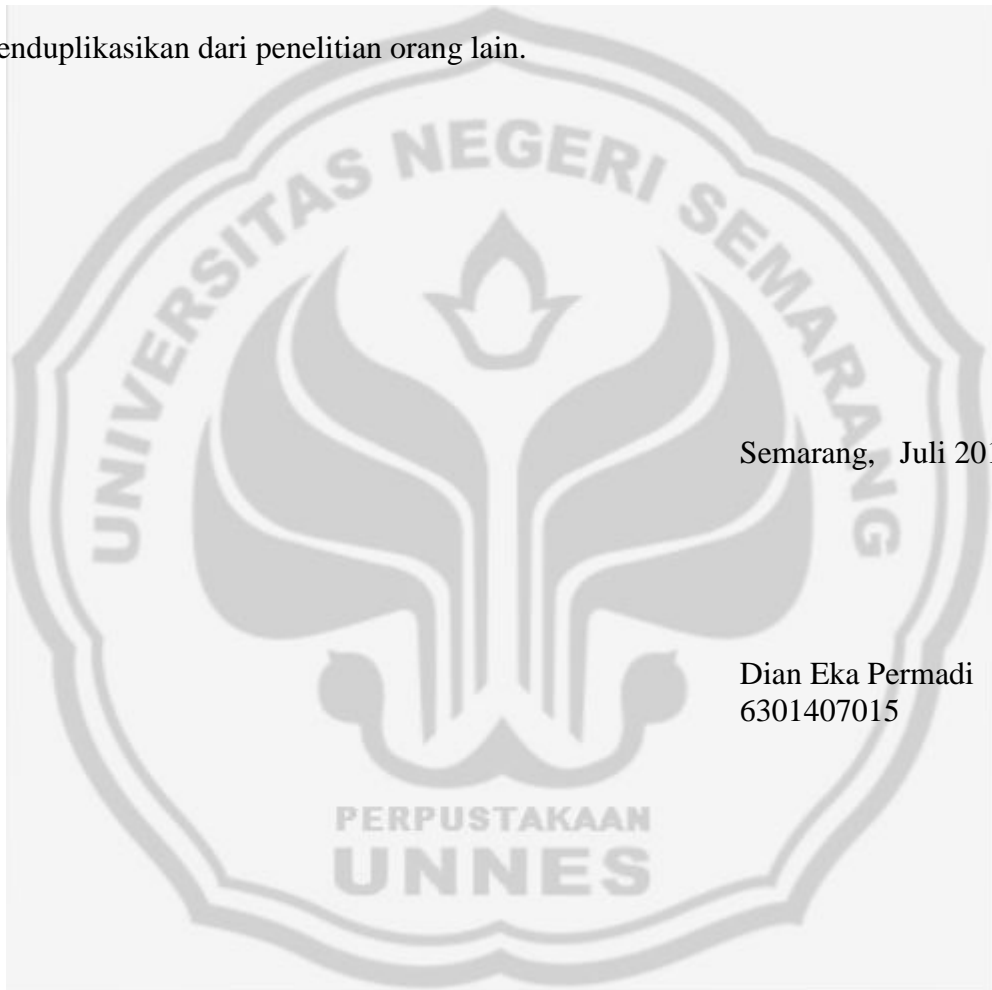 enduplikasikan dari penelitian orang lain.
UNIVERSITAS NEGERI SEMARANG
Semarang, Juli 201
Dian Eka Permadi
6301407015
PERPUSTAKAAN
UNNES